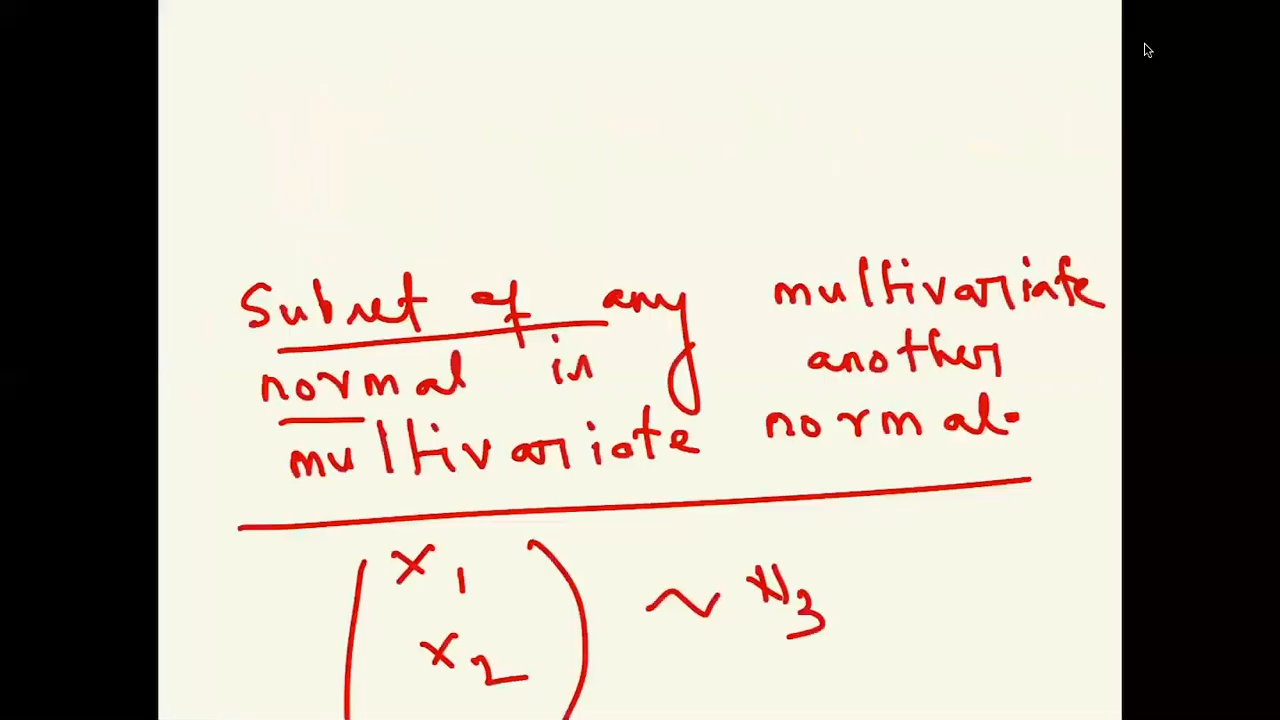 Subset of any multivariate
normal is another
multivariate normal.
X1 ~ N3
X2